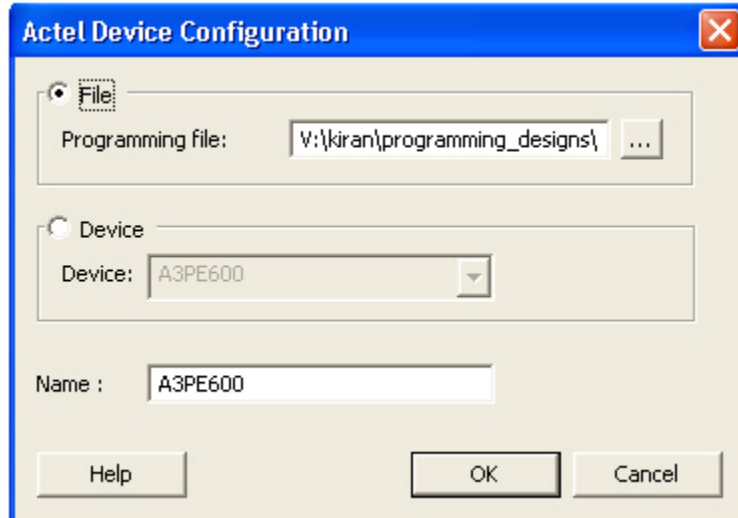 Actel Device Configuration
File
Programming file: V:\kiran\programming_designs\ ...
Device
Device: A3PE600
Name : A3PE600
Help OK Cancel